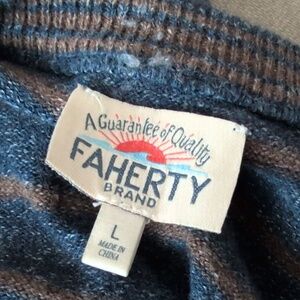 A Guarantee of Quality
FAHERTY
BRAND
L
MADE IN
CHINA